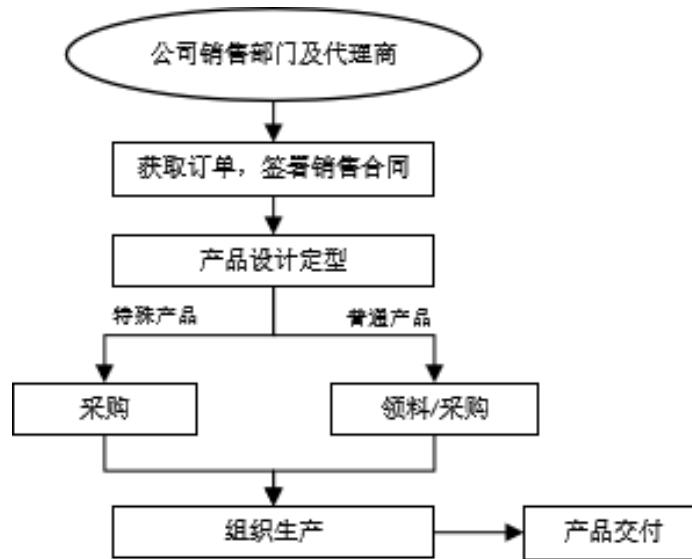 公司销售部门及代理商
获取订单，签署销售合同
产品设计定型
特殊产品
普通产品
采购
领料/采购
组织生产
产品交付